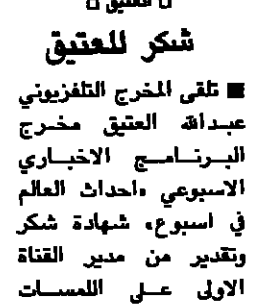 □ العتيق □
شكر للعتيق
■ تلقى المخرج التلفزيوني
عبدالله العتيق مخرج
البرنامج الاخباري
الاسبوعي «احداث العالم
في اسبوع» شهادة شكر
وتقدير من مدير القناة
الاولى على اللمسات